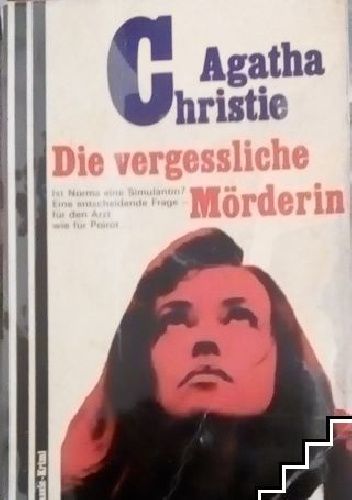 Agatha
Christie
Die vergessliche
Mörderin
Ist Norma eine Simulantin?
Eine entscheidende Frage –
für den Arzt
wie für Poirot